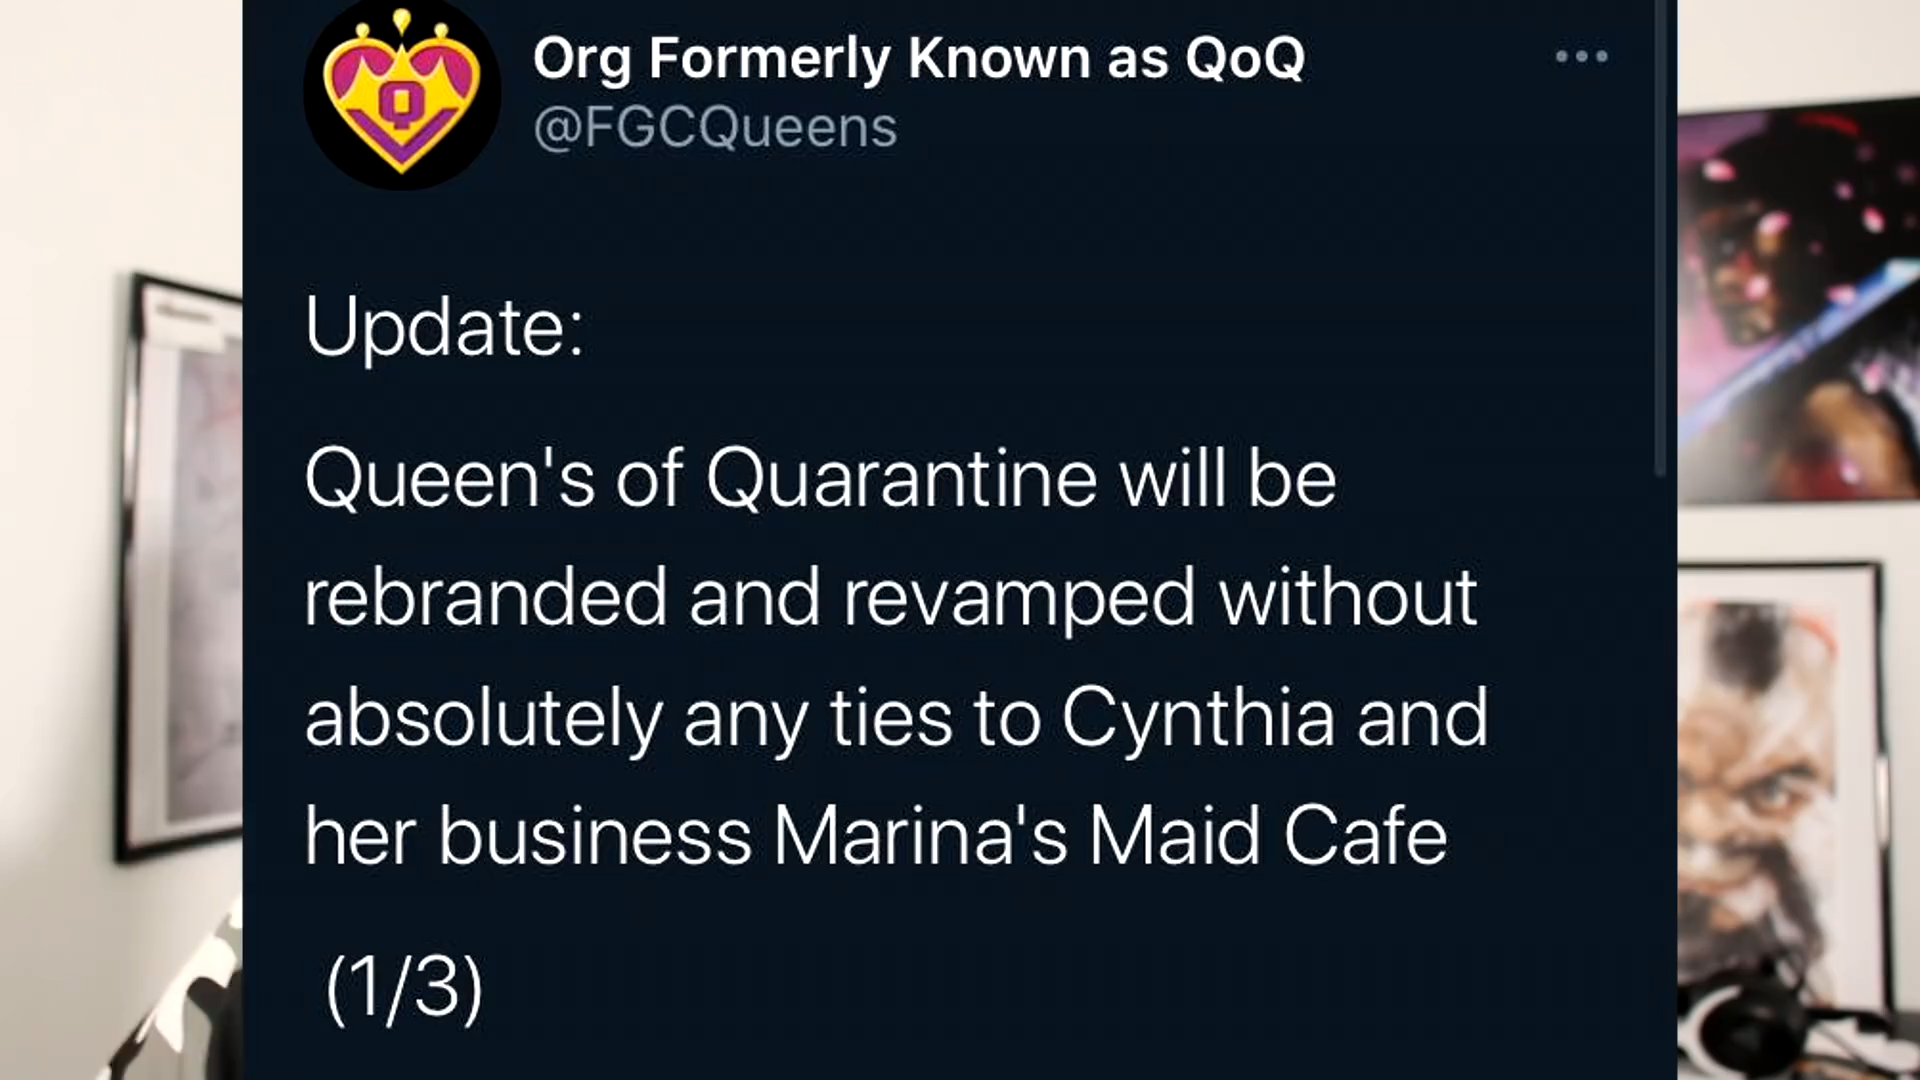 Org Formerly Known as QoQ
@FGCQueens
Q
Update:
Queen's of Quarantine will be
rebranded and revamped without
absolutely any ties to Cynthia and
her business Marina's Maid Cafe
(1/3)